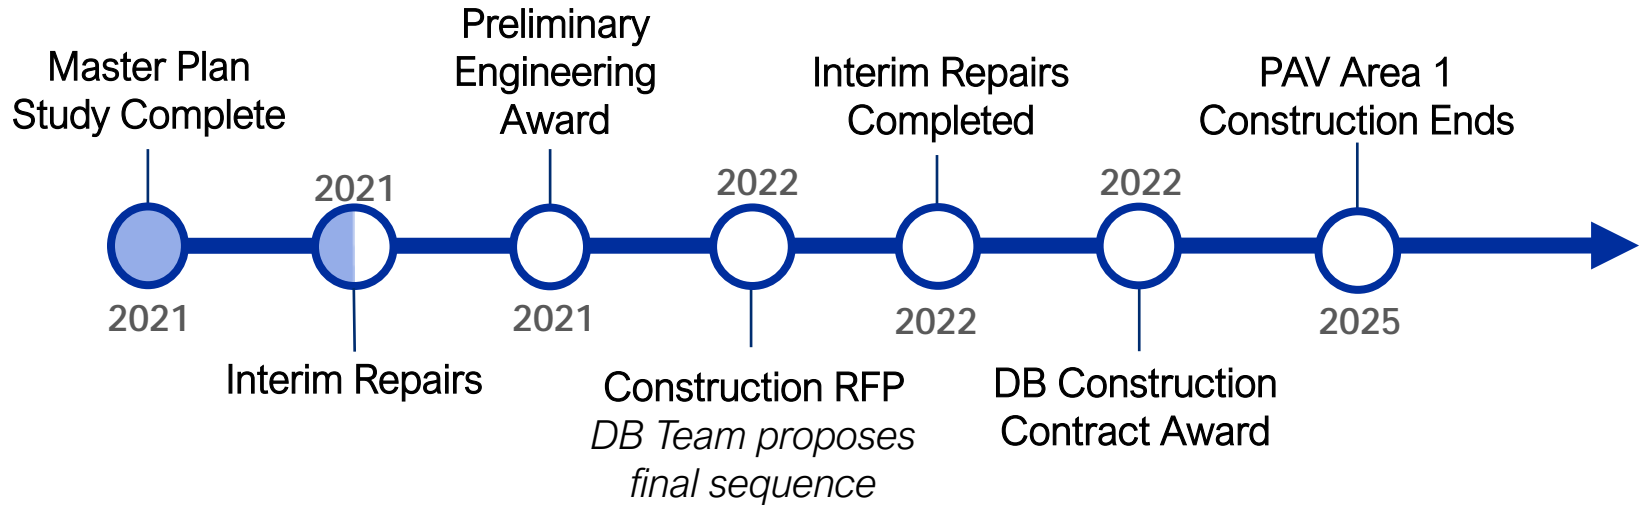 Master Plan
Study Complete
2021
2021
Interim Repairs
Preliminary
Engineering
Award
2021
2022
Construction RFP
DB Team proposes
final sequence
Interim Repairs
Completed
2022
2022
DB Construction
Contract Award
PAV Area 1
Construction Ends
2025